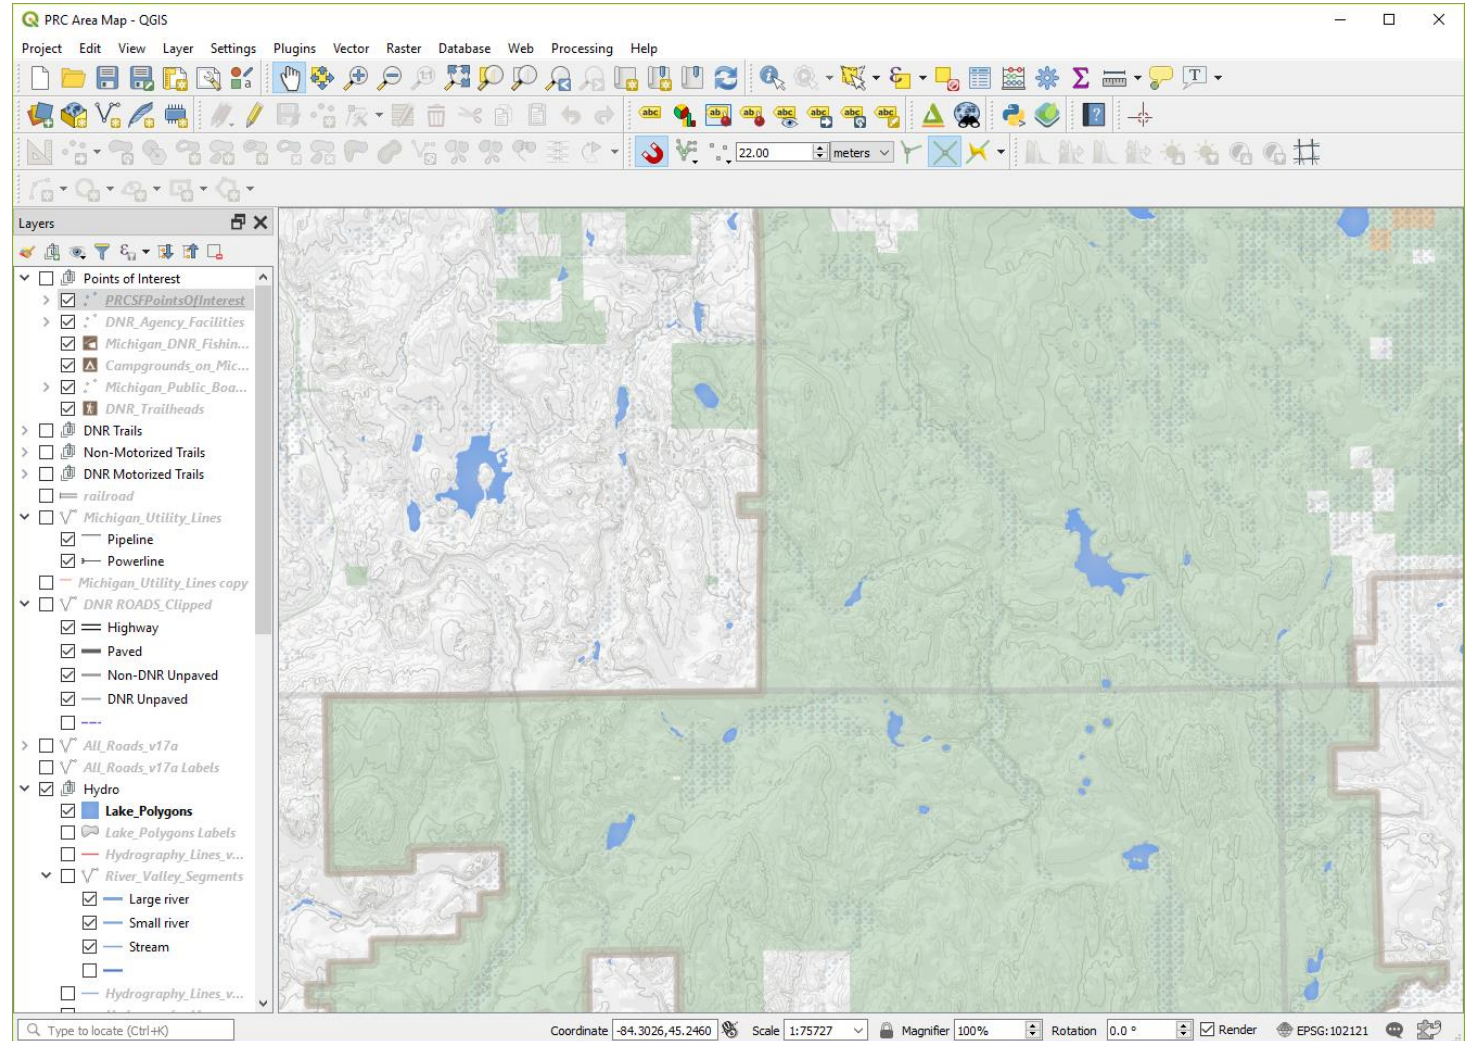 PRC Area Map - QGIS
Project Edit View Layer Settings Plugins Vector Raster Database Web Processing Help
22.00 meters
Layers
Points of Interest
PRCSFPointsOfInterest
DNR_Agency_Facilities
Michigan_DNR_Fishin...
Campgrounds_on_Mic...
Michigan_Public_Boa...
DNR_Trailheads
DNR Trails
Non-Motorized Trails
DNR Motorized Trails
railroad
Michigan_Utility_Lines
Pipeline
Powerline
Michigan_Utility_Lines copy
DNR ROADS_Clipped
Highway
Paved
Non-DNR Unpaved
DNR Unpaved
All_Roads_v17a
All_Roads_v17a Labels
Hydro
Lake_Polygons
Lake_Polygons Labels
Hydrography_Lines_v...
River_Valley_Segments
Large river
Small river
Stream
Hydrography_Lines_v...
Type to locate (Ctrl+K) Coordinate -84.3026,45.2460 Scale 1:75727 Magnifier 100% Rotation 0.0 ° Render EPSG:102121